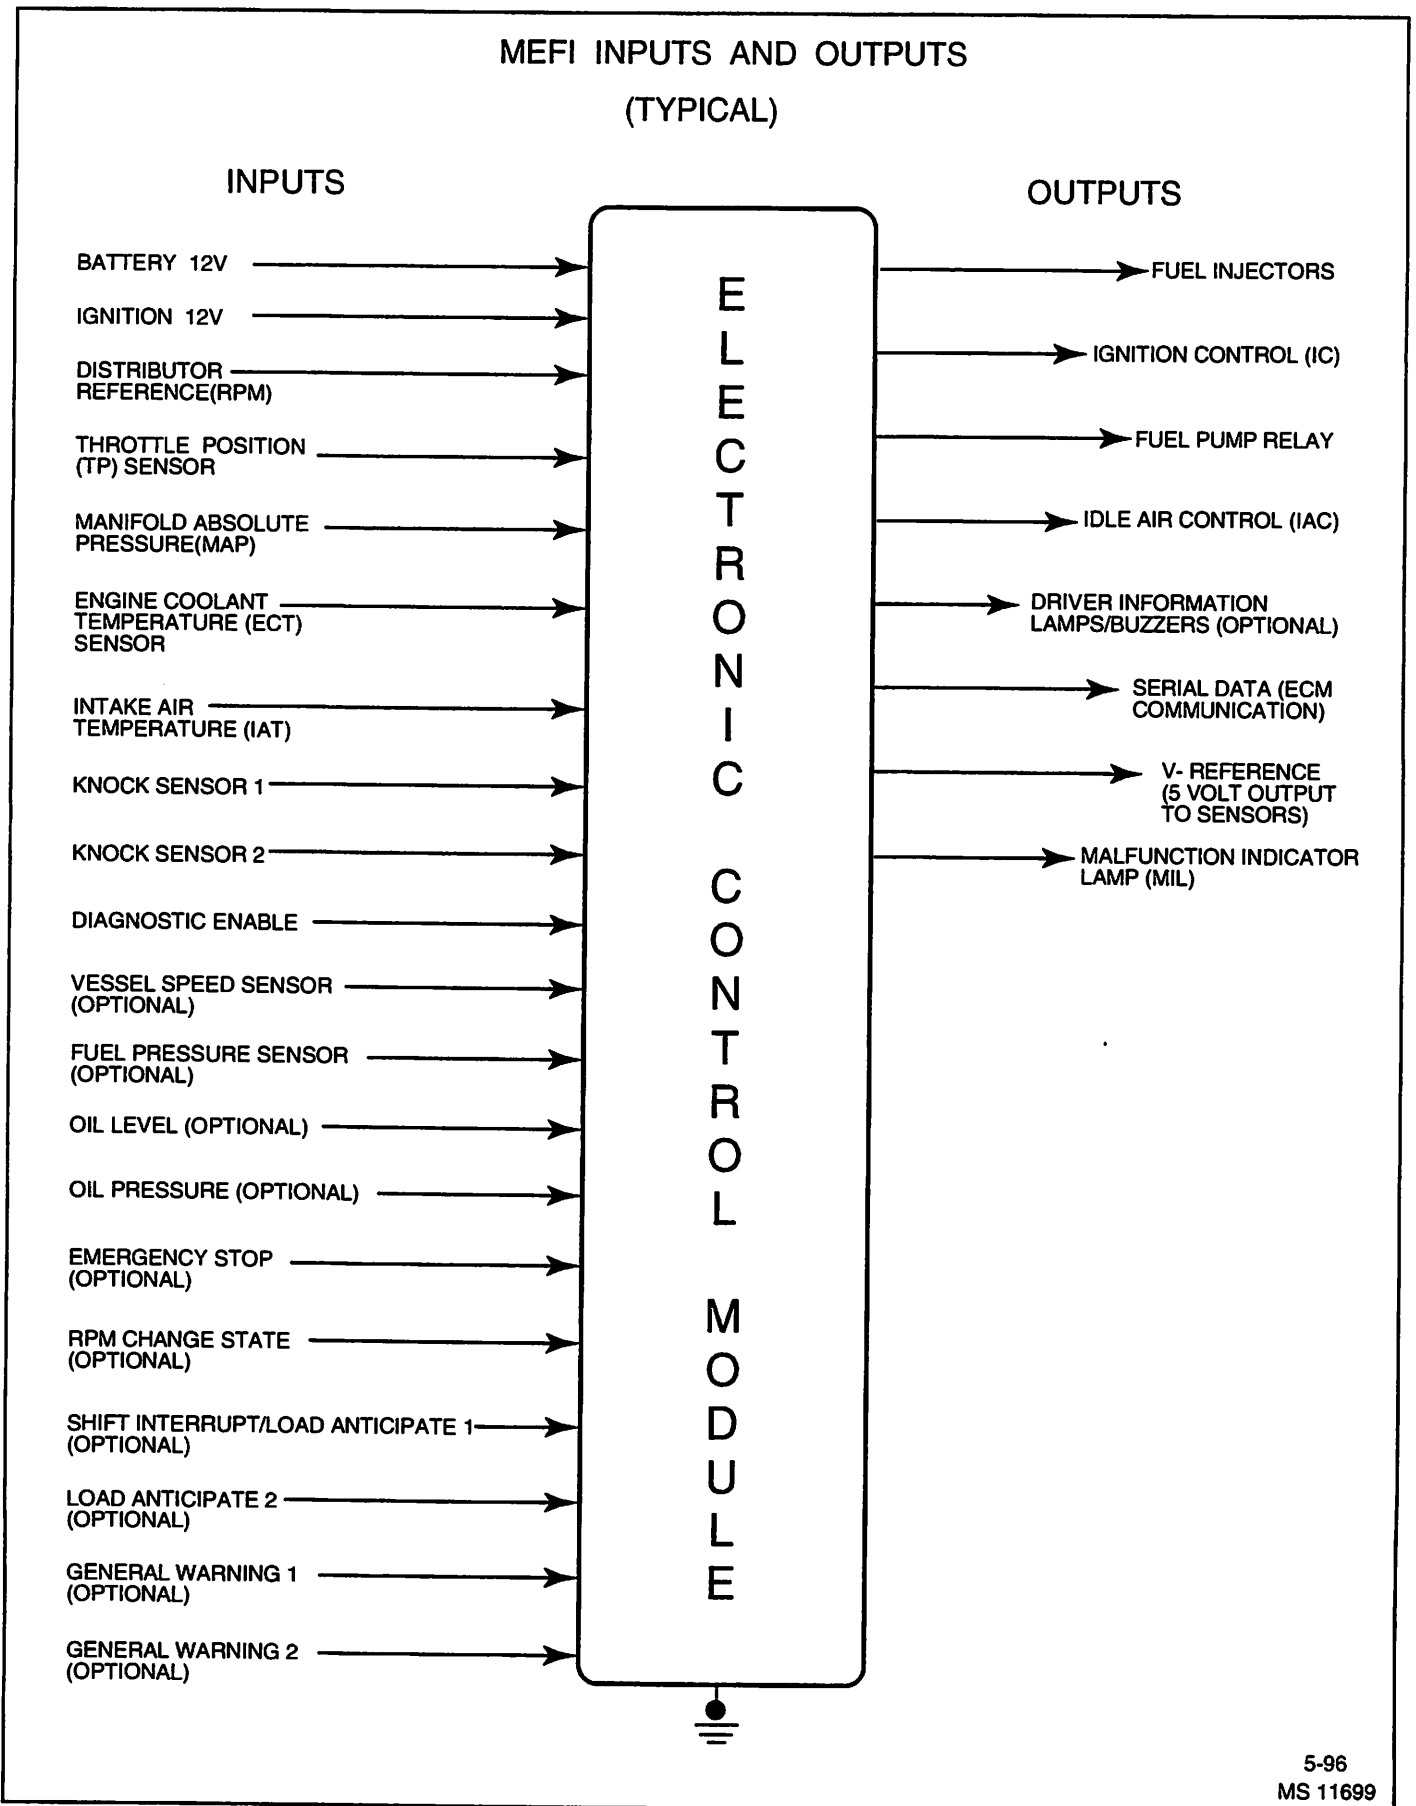 MEFI INPUTS AND OUTPUTS
(TYPICAL)
INPUTS
BATTERY 12V
IGNITION 12V
DISTRIBUTOR
REFERENCE(RPM)
THROTTLE POSITION
(TP) SENSOR
MANIFOLD ABSOLUTE
PRESSURE(MAP)
ENGINE COOLANT
TEMPERATURE (ECT)
SENSOR
INTAKE AIR
TEMPERATURE (IAT)
KNOCK SENSOR 1
KNOCK SENSOR 2
DIAGNOSTIC ENABLE
VESSEL SPEED SENSOR
(OPTIONAL)
FUEL PRESSURE SENSOR
(OPTIONAL)
OIL LEVEL (OPTIONAL)
OIL PRESSURE (OPTIONAL)
EMERGENCY STOP
(OPTIONAL)
RPM CHANGE STATE
(OPTIONAL)
SHIFT INTERRUPT/LOAD ANTICIPATE 1
(OPTIONAL)
LOAD ANTICIPATE 2
(OPTIONAL)
GENERAL WARNING 1
(OPTIONAL)
GENERAL WARNING 2
(OPTIONAL)
ELECTRONIC CONTROL MODULE
OUTPUTS
FUEL INJECTORS
IGNITION CONTROL (IC)
FUEL PUMP RELAY
IDLE AIR CONTROL (IAC)
DRIVER INFORMATION
LAMPS/BUZZERS (OPTIONAL)
SERIAL DATA (ECM
COMMUNICATION)
V- REFERENCE
(5 VOLT OUTPUT
TO SENSORS)
MALFUNCTION INDICATOR
LAMP (MIL)
5-96
MS 11699